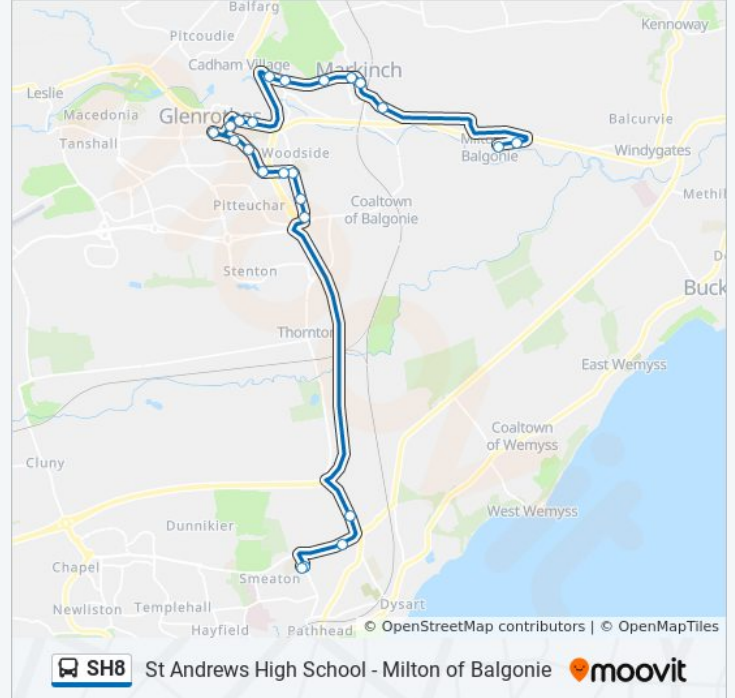 Balfarg
Pitcoudie
Kennoway
Cadham Village
Markinch
Leslie
Macedonia
Glenrothes
Balcurvie
Tanshall
Woodside
Milton of
Balgonie
Windygates
Pitteuchar
Coaltown
of Balgonie
Methil
Stenton
Buck
Thornton
East Wemyss
Coaltown
of Wemyss
Cluny
West Wemyss
Dunnikier
Chapel
Smeaton
Newliston
Templehall
Dysart
Hayfield
Pathhead
© OpenStreetMap contributors | © OpenMapTiles
SH8
St Andrews High School - Milton of Balgonie
moovit